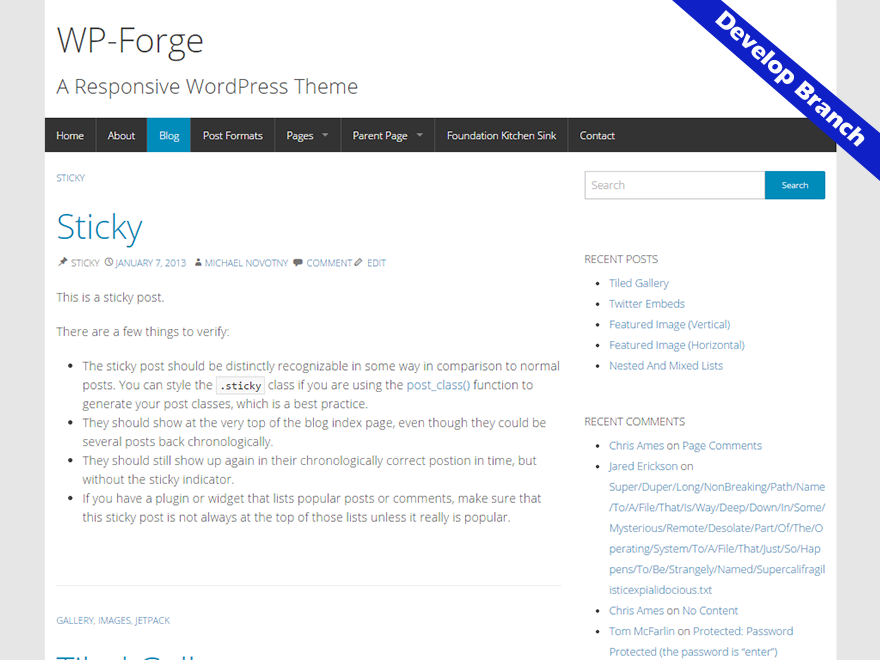 WP-Forge
A Responsive WordPress Theme
Develop Branch
Home About Blog Post Formats Pages Parent Page Foundation Kitchen Sink Contact
STICKY
Sticky
STICKY JANUARY 7, 2013 MICHAEL NOVOTNY COMMENT EDIT
This is a sticky post.
There are a few things to verify:
The sticky post should be distinctly recognizable in some way in comparison to normal
posts. You can style the .sticky class if you are using the post_class() function to
generate your post classes, which is a best practice.
They should show at the very top of the blog index page, even though they could be
several posts back chronologically.
They should still show up again in their chronologically correct postion in time, but
without the sticky indicator.
If you have a plugin or widget that lists popular posts or comments, make sure that
this sticky post is not always at the top of those lists unless it really is popular.
GALLERY, IMAGES, JETPACK
Search Search
RECENT POSTS
Tiled Gallery
Twitter Embeds
Featured Image (Vertical)
Featured Image (Horizontal)
Nested And Mixed Lists
RECENT COMMENTS
Chris Ames on Page Comments
Jared Erickson on
Super/Duper/Long/NonBreaking/Path/Name
/To/A/File/That/Is/Way/Deep/Down/In/Some/
Mysterious/Remote/Desolate/Part/Of/The/O
perating/System/To/A/File/That/Just/So/Hap
pens/To/Be/Strangely/Named/Supercalifragil
isticexpialidocious.txt
Chris Ames on No Content
Tom McFarlin on Protected: Password
Protected (the password is “enter”)